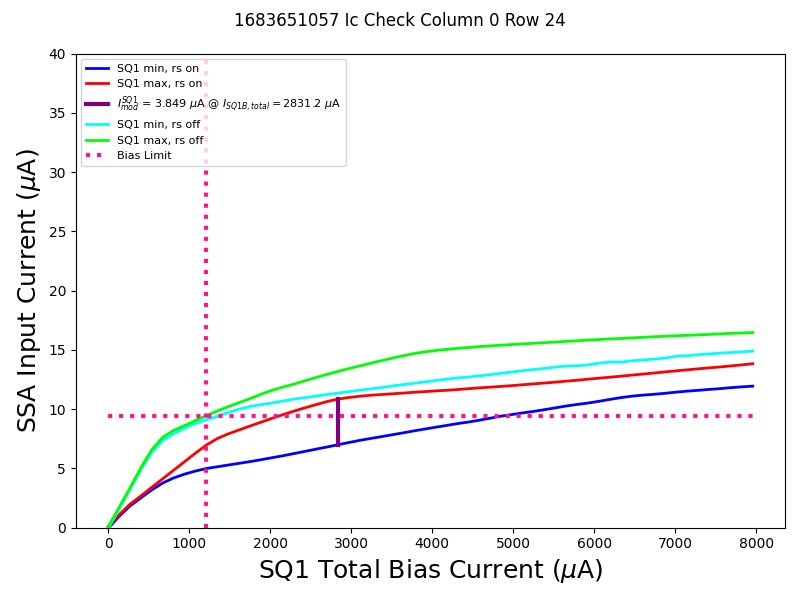 1683651057 Ic Check Column 0 Row 24
SSA Input Current (μA)
40
35
30
25
20
15
10
5
0
SQ1 min, rs on
SQ1 max, rs on
I_{mod}^{SQ1} = 3.849 μA @ I_{SQ1B, total} = 2831.2 μA
SQ1 min, rs off
SQ1 max, rs off
Bias Limit
0 1000 2000 3000 4000 5000 6000 7000 8000
SQ1 Total Bias Current (μA)